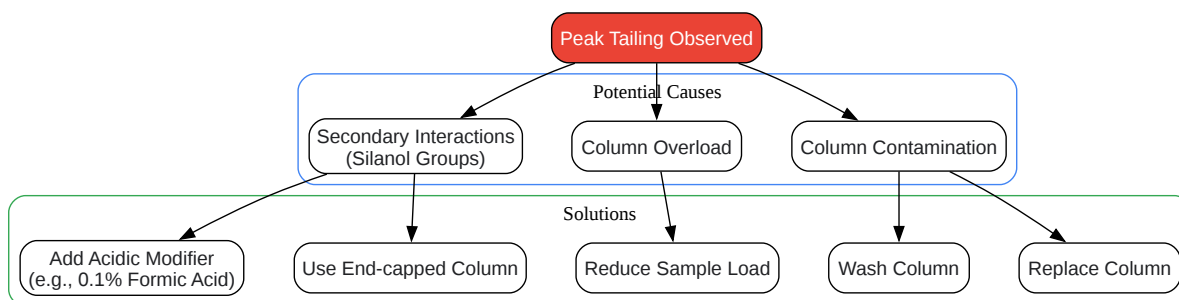 Peak Tailing Observed
Potential Causes
Secondary Interactions
(Silanol Groups)
Column Overload
Column Contamination
Solutions
Add Acidic Modifier
(e.g., 0.1% Formic Acid)
Use End-capped Column
Reduce Sample Load
Wash Column
Replace Column